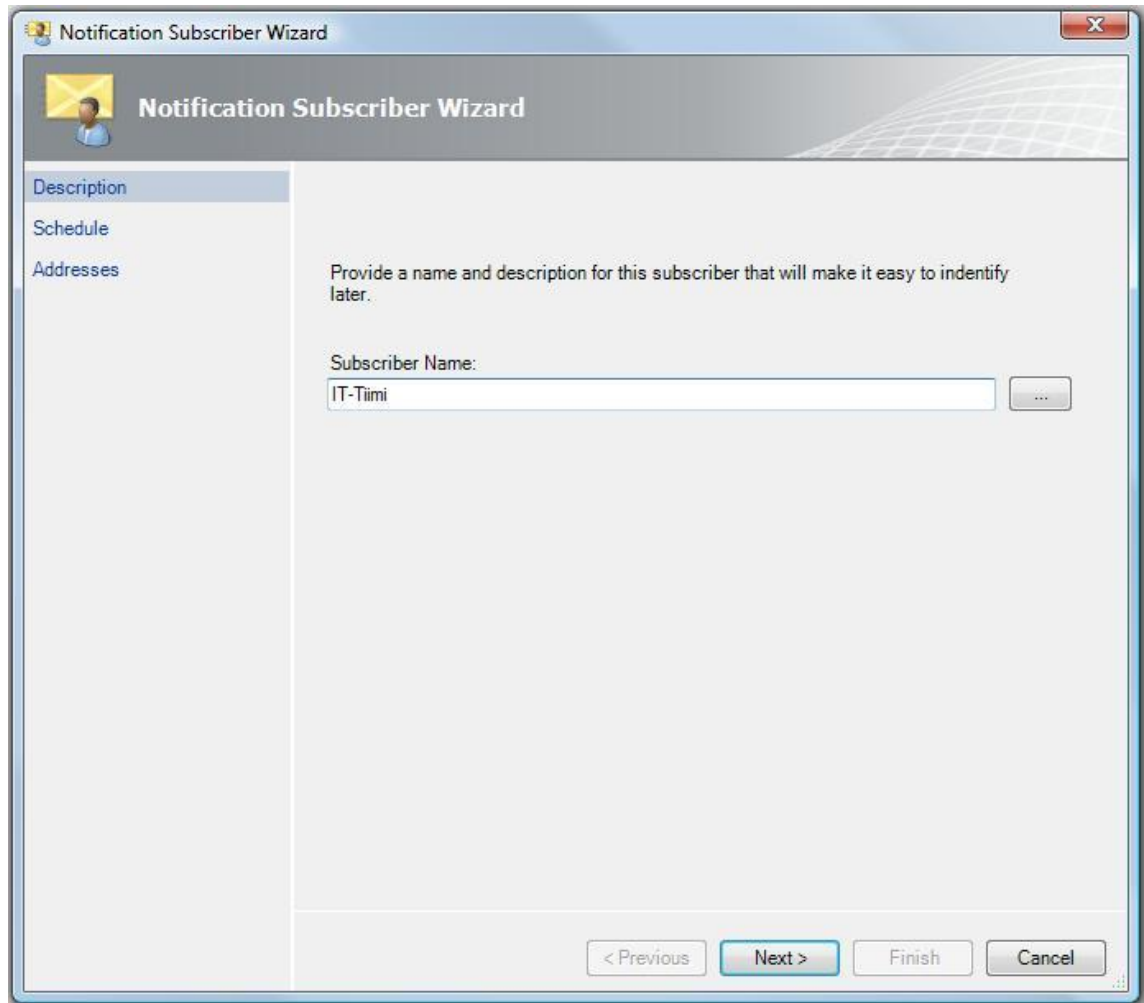 Notification Subscriber Wizard
Notification Subscriber Wizard
Description
Schedule
Addresses
Provide a name and description for this subscriber that will make it easy to indentify
later.
Subscriber Name:
IT-Tiimi
...
< Previous
Next >
Finish
Cancel